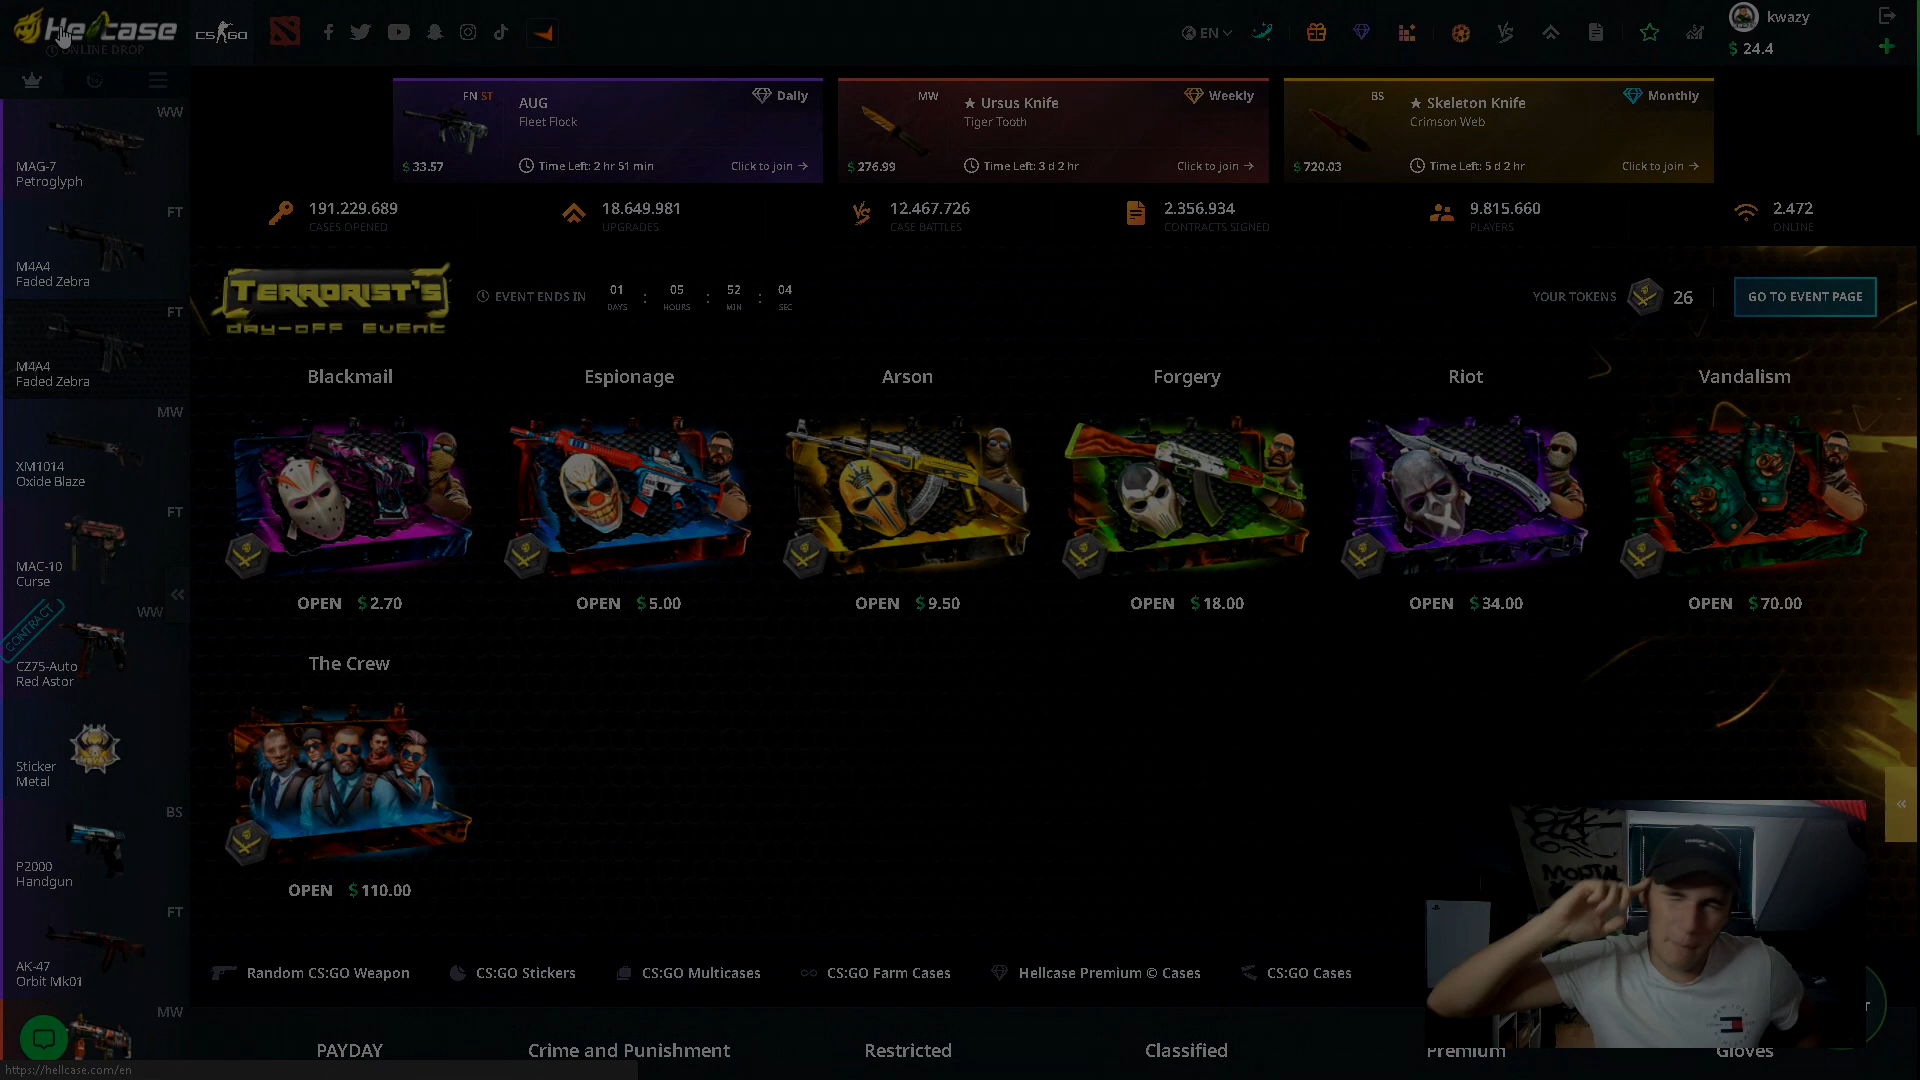 HellCase
ONLINE DROP
CS:GO
EN
kwazy
$ 24.4
FN ST
AUG
Fleet Flock
Daily
$ 33.57
Time Left: 2 hr 51 min
Click to join →
MW
★ Ursus Knife
Tiger Tooth
Weekly
$ 276.99
Time Left: 3 d 2 hr
Click to join →
BS
★ Skeleton Knife
Crimson Web
Monthly
$ 720.03
Time Left: 5 d 2 hr
Click to join →
191.229.689
CASES OPENED
18.649.981
UPGRADES
12.467.726
CASE BATTLES
2.356.934
CONTRACTS SIGNED
9.815.660
PLAYERS
2.472
ONLINE
WW
MAG-7
Petroglyph
FT
M4A4
Faded Zebra
FT
M4A4
Faded Zebra
MW
XM1014
Oxide Blaze
FT
MAC-10
Curse
CONTRACT
WW
CZ75-Auto
Red Astor
Sticker
Metal
BS
P2000
Handgun
FT
AK-47
Orbit Mk01
MW
TERRORIST'S
DAY-OFF EVENT
EVENT ENDS IN
01 : 05 : 52 : 04
DAYS HOURS MIN SEC
YOUR TOKENS
26
GO TO EVENT PAGE
Blackmail
Espionage
Arson
Forgery
Riot
Vandalism
OPEN $ 2.70
OPEN $ 5.00
OPEN $ 9.50
OPEN $ 18.00
OPEN $ 34.00
OPEN $ 70.00
The Crew
OPEN $ 110.00
Random CS:GO Weapon
CS:GO Stickers
CS:GO Multicases
CS:GO Farm Cases
Hellcase Premium © Cases
CS:GO Cases
PAYDAY
Crime and Punishment
Restricted
Classified
Premium
Gloves
https://hellcase.com/en